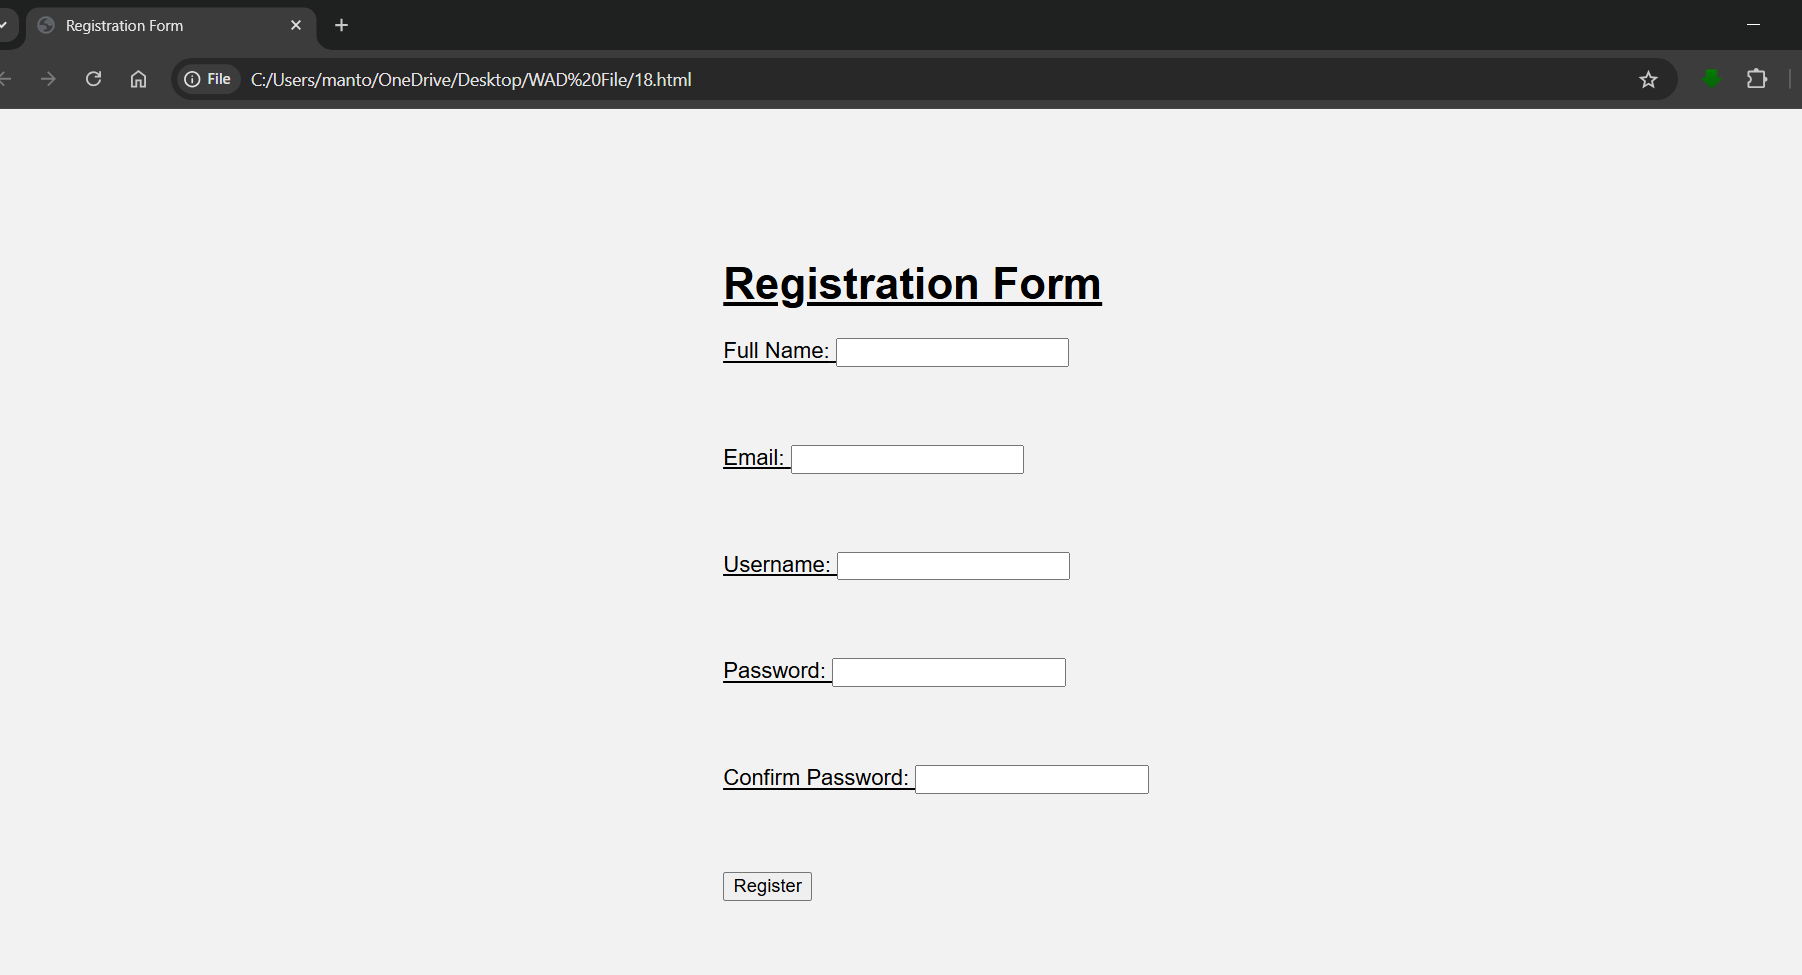 Registration Form
File C:/Users/manto/OneDrive/Desktop/WAD%20File/18.html
Registration Form
Full Name:
Email:
Username:
Password:
Confirm Password:
Register